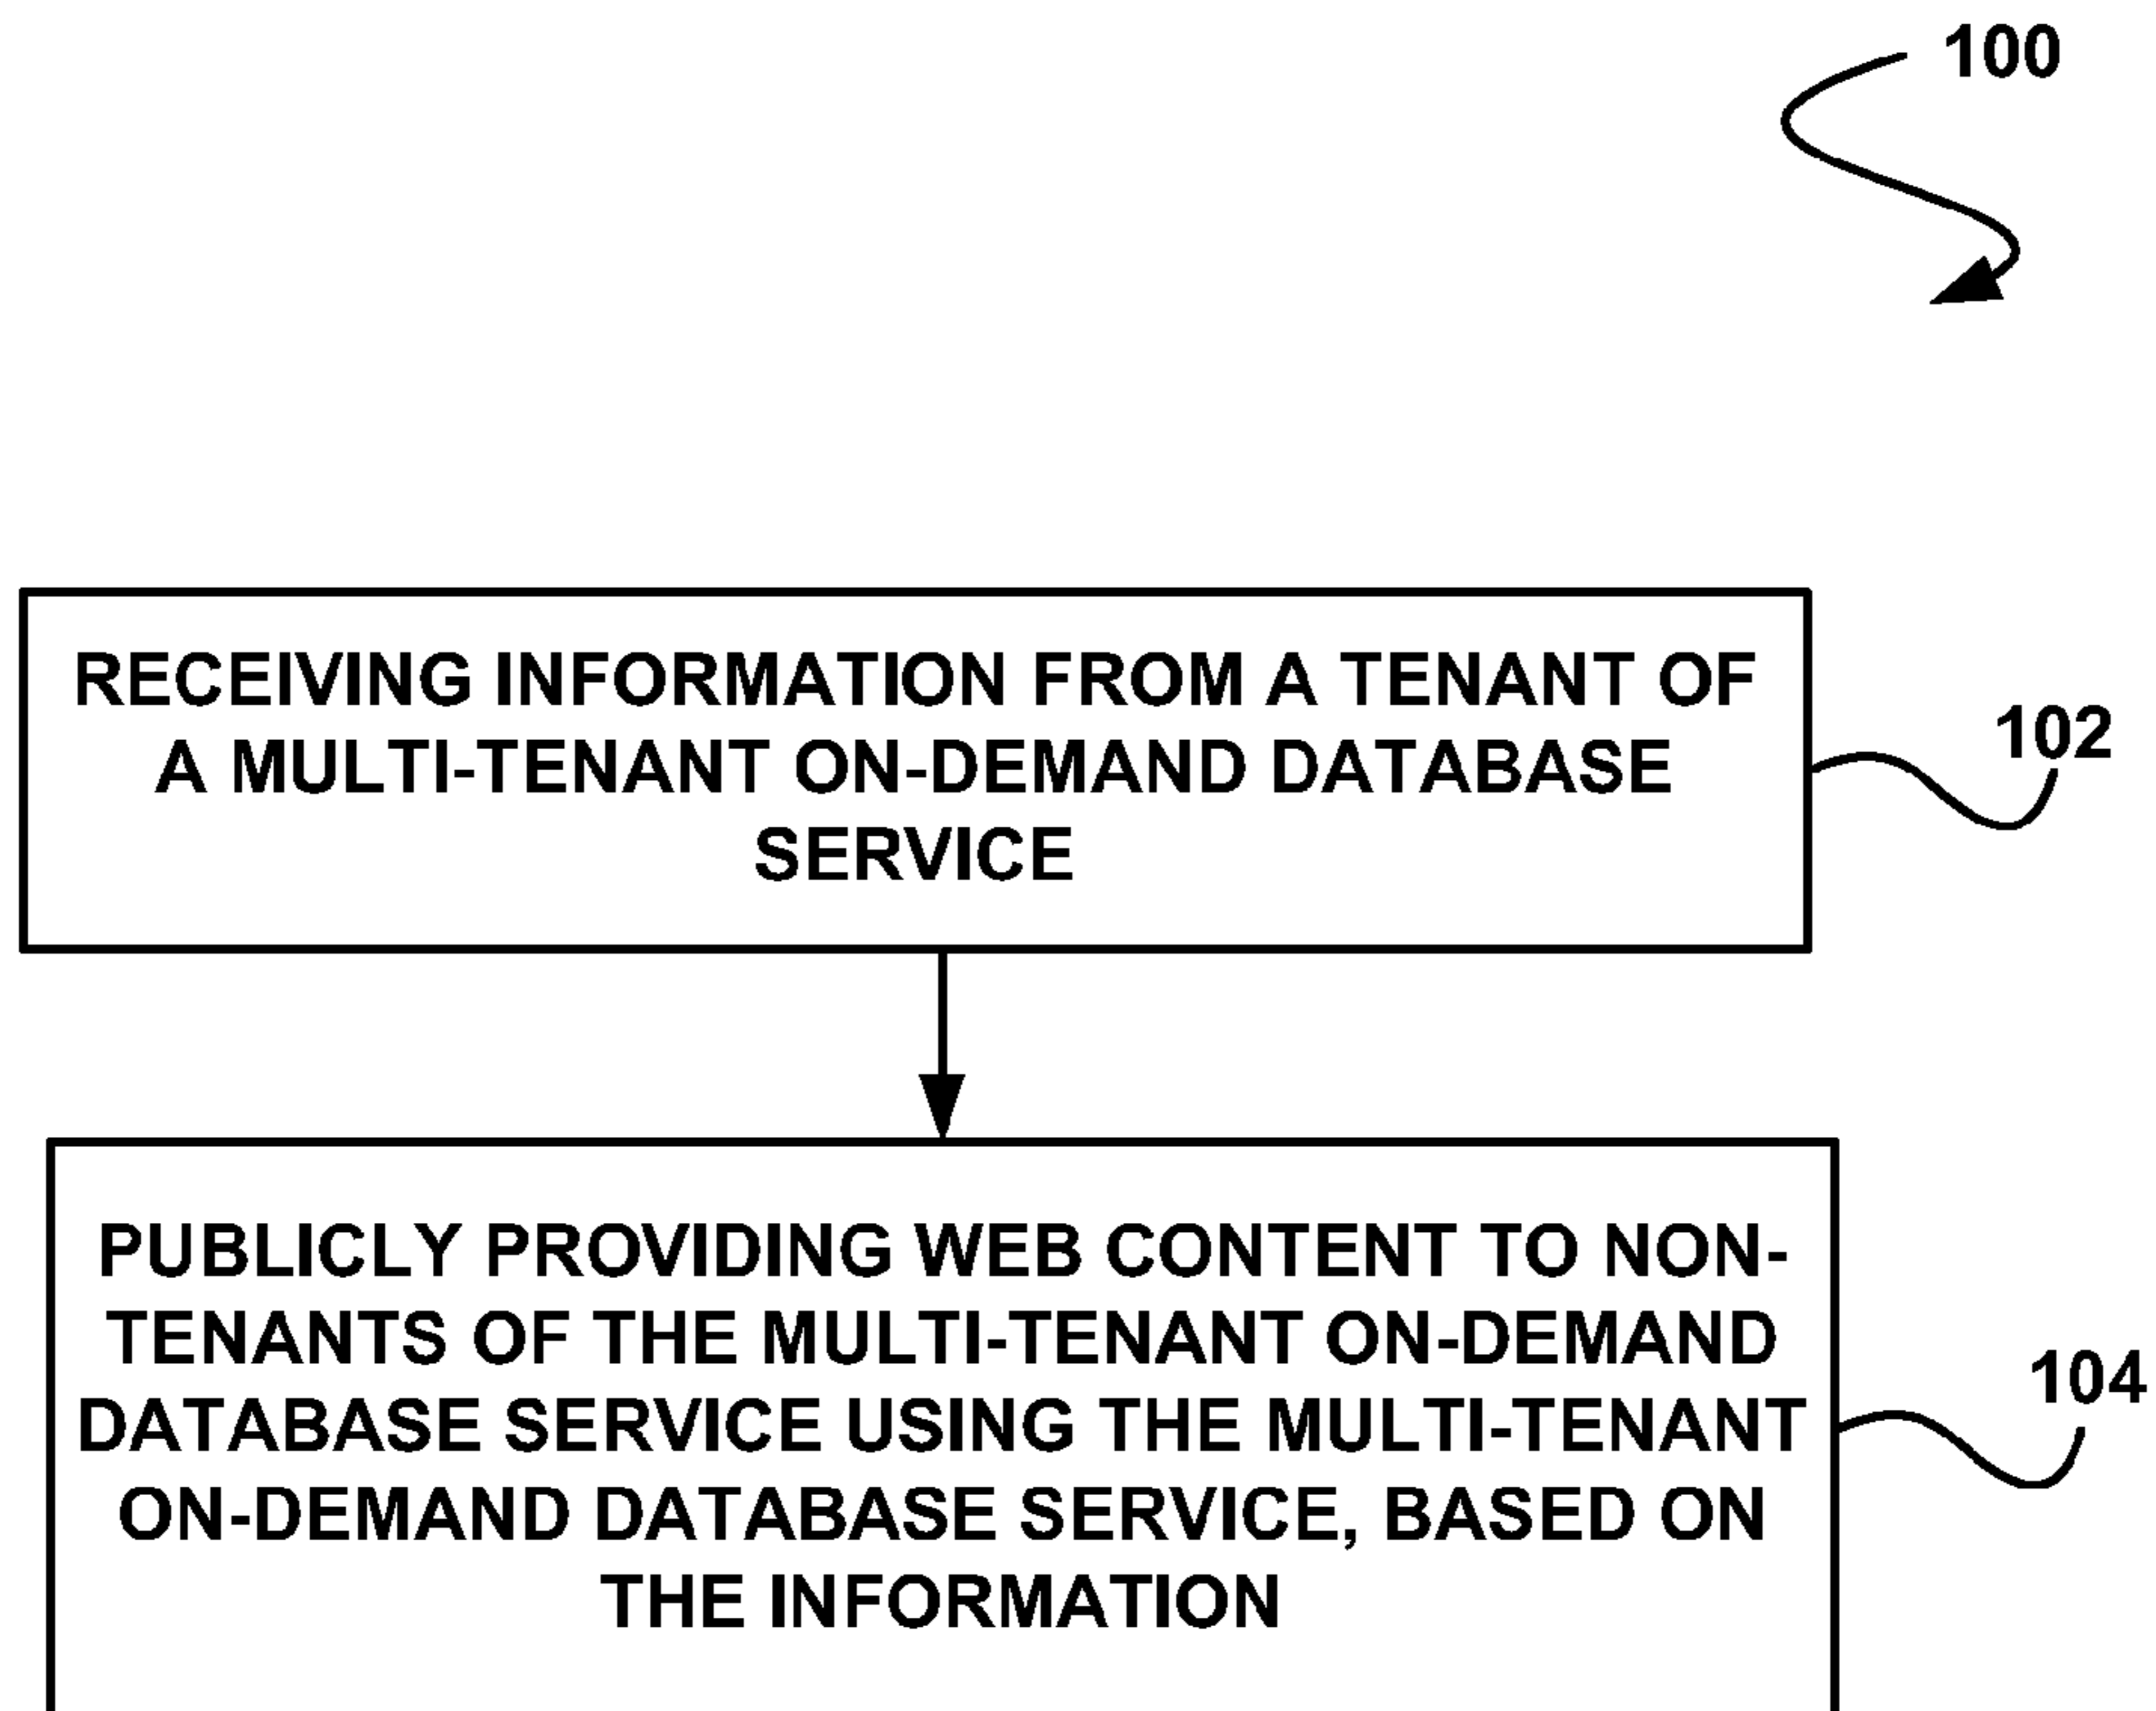 100
RECEIVING INFORMATION FROM A TENANT OF
A MULTI-TENANT ON-DEMAND DATABASE
SERVICE
102
PUBLICLY PROVIDING WEB CONTENT TO NON-
TENANTS OF THE MULTI-TENANT ON-DEMAND
DATABASE SERVICE USING THE MULTI-TENANT
ON-DEMAND DATABASE SERVICE, BASED ON
THE INFORMATION
104